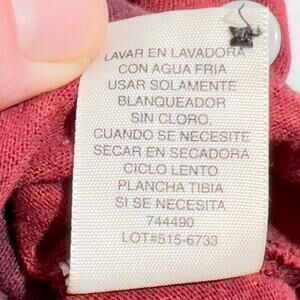 LAVAR EN LAVADORA
CON AGUA FRIA
USAR SOLAMENTE
BLANQUEADOR
SIN CLORO,
CUANDO SE NECESITE
SECAR EN SECADORA
CICLO LENTO
PLANCHA TIBIA
SI SE NECESITA
744490
LOT#515-6733